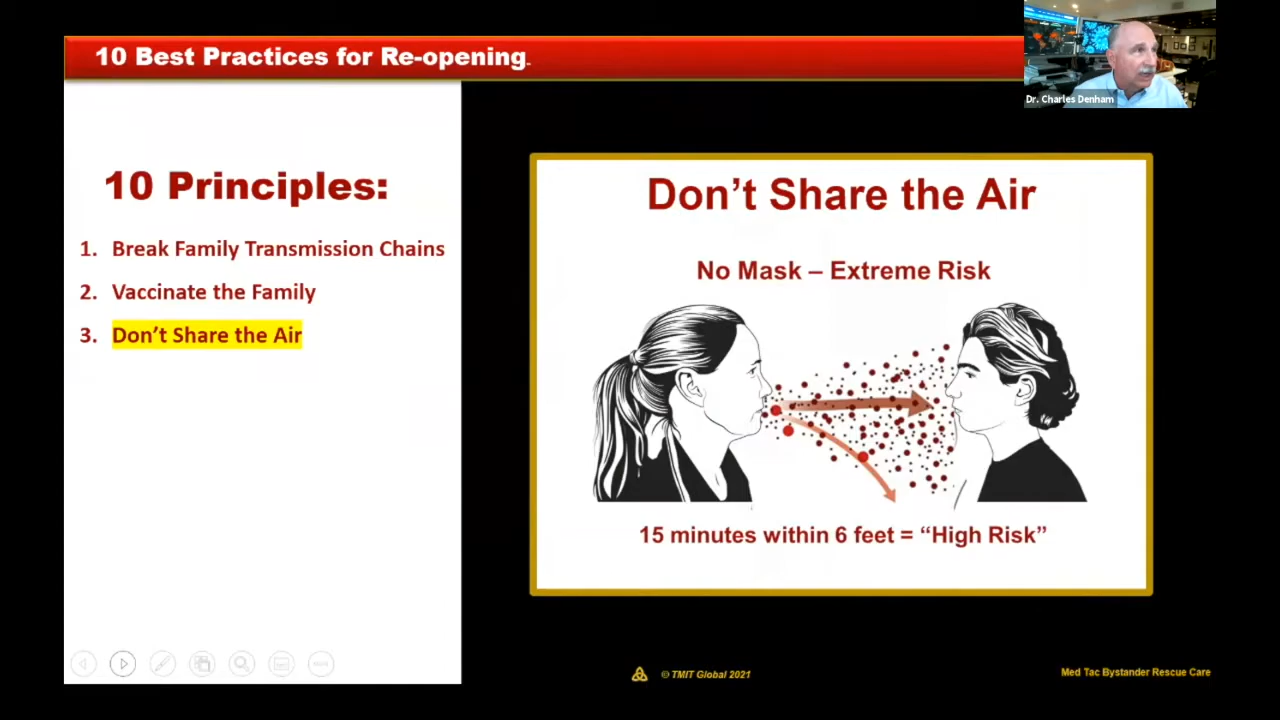 10 Best Practices for Re-opening
Dr. Charles Denham
10 Principles:
1. Break Family Transmission Chains
2. Vaccinate the Family
3. Don’t Share the Air
Don’t Share the Air
No Mask – Extreme Risk
15 minutes within 6 feet = “High Risk”
© TMIT Global 2021
Med Tac Bystander Rescue Care